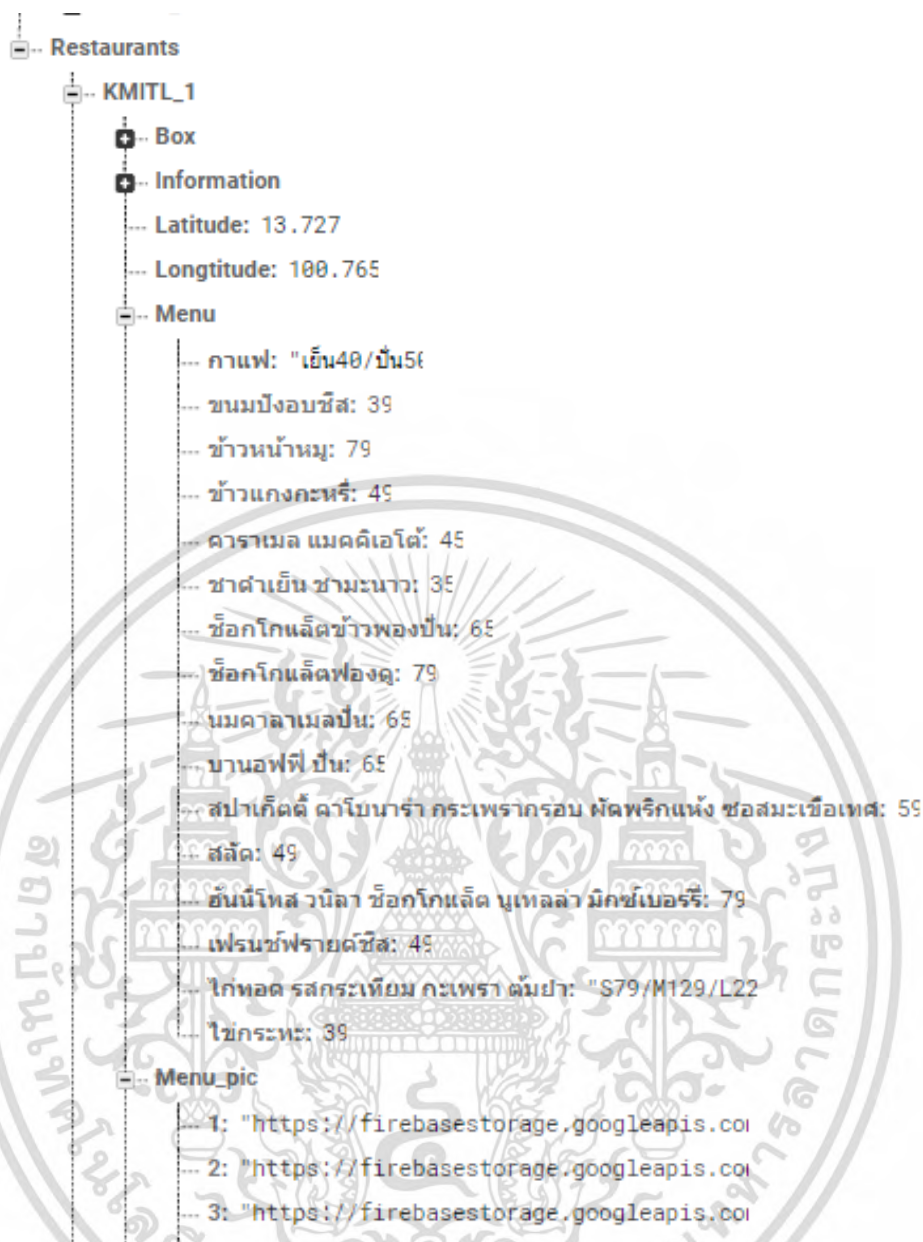 Restaurants
KMITL_1
Box
Information
Latitude: 13.727
Longtitude: 100.765
Menu
กาแฟ: "เย็น40/ปั่น50
ขนมปังอบชีส: 39
ข้าวหน้าหมู: 79
ข้าวแกงกะหรี่: 49
คาราเมล แมคคิเอโต้: 45
ชาดำเย็น ชามะนาว: 35
ช็อกโกแล็ตข้าวพองปั่น: 65
ช็อกโกแล็ตฟองดู: 79
นมคาลาเมลปั่น: 65
บานอฟฟี่ ปั่น: 65
สปาเก็ตตี้ คาโบนาร่า กระเพรากรอบ ผัดพริกแห้ง ซอสมะเขือเทศ: 59
สลัด: 49
ฮันนี่โทส วนิลา ช็อกโกแล็ต นูเทลล่า มิกซ์เบอร์รี่: 79
เฟรนช์ฟรายด์ชีส: 49
ไก่ทอด รสกระเทียม กะเพรา ต้มยำ: "S79/M129/L22
ไข่กระทะ: 39
Menu_pic
1: "https://firebasestorage.googleapis.co
2: "https://firebasestorage.googleapis.co
3: "https://firebasestorage.googleapis.co